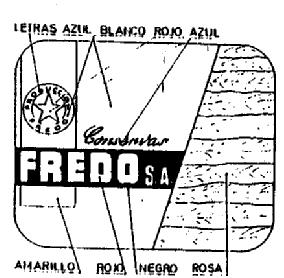 LETRAS AZUL BLANCO ROJO AZUL
Conservas
FREDO S.A
AMARILLO ROJO NEGRO ROSA